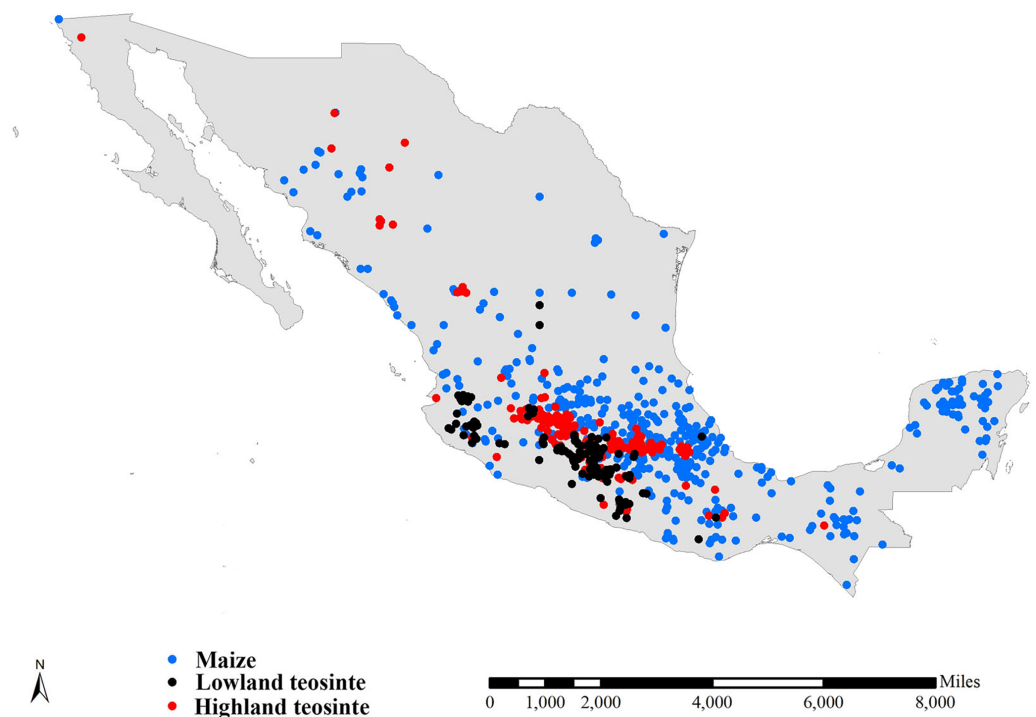 N
Maize
Lowland teosinte
Highland teosinte
Miles
0 1,000 2,000 4,000 6,000 8,000